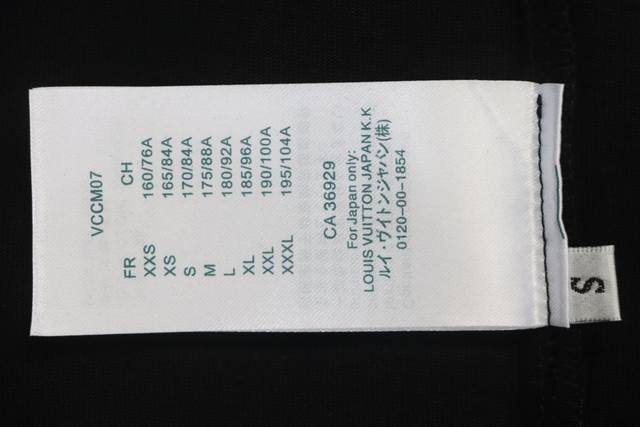 VCCM07
FR CH
XXS 160/76A
XS 165/84A
S 170/84A
M 175/88A
L 180/92A
XL 185/96A
XXL 190/100A
XXXL 195/104A
CA 36929
For Japan only:
LOUIS VUITTON JAPAN K.K
ルイ・ヴィトンジャパン(株)
0120-00-1854
S